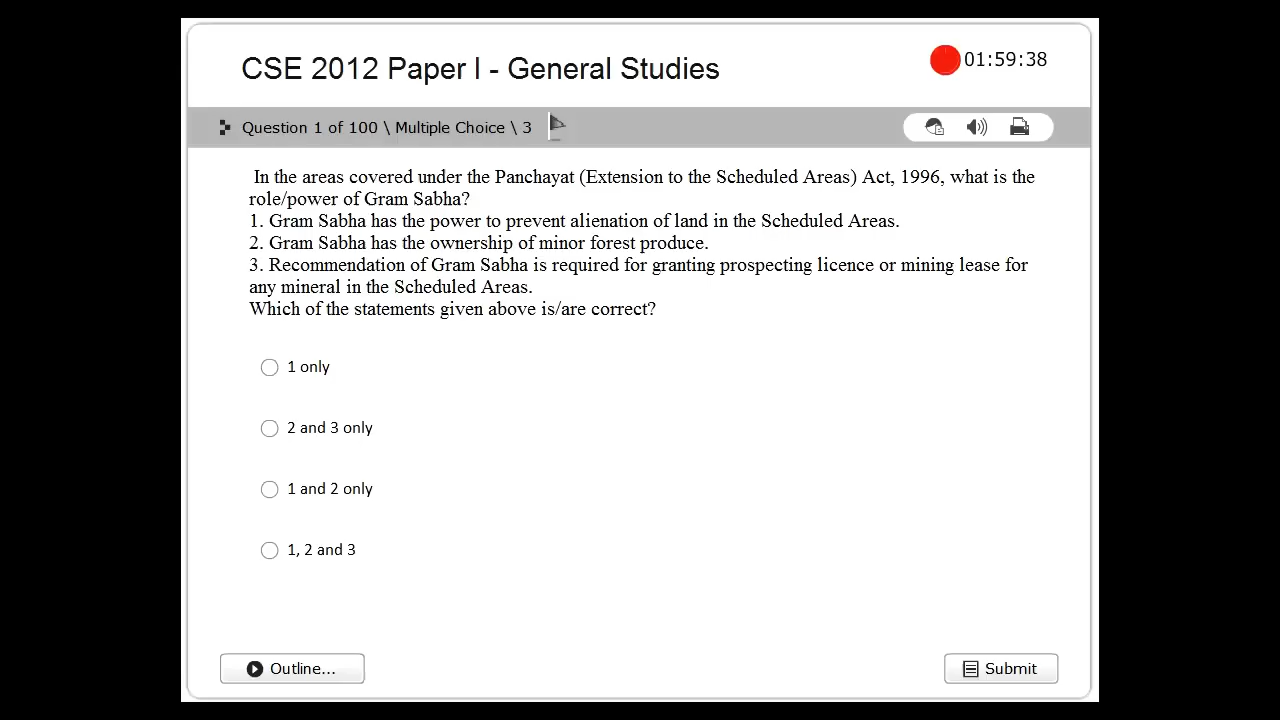 CSE 2012 Paper I - General Studies
01:59:38
Question 1 of 100 \ Multiple Choice \ 3
In the areas covered under the Panchayat (Extension to the Scheduled Areas) Act, 1996, what is the
role/power of Gram Sabha?
1. Gram Sabha has the power to prevent alienation of land in the Scheduled Areas.
2. Gram Sabha has the ownership of minor forest produce.
3. Recommendation of Gram Sabha is required for granting prospecting licence or mining lease for
any mineral in the Scheduled Areas.
Which of the statements given above is/are correct?
1 only
2 and 3 only
1 and 2 only
1, 2 and 3
Outline...
Submit